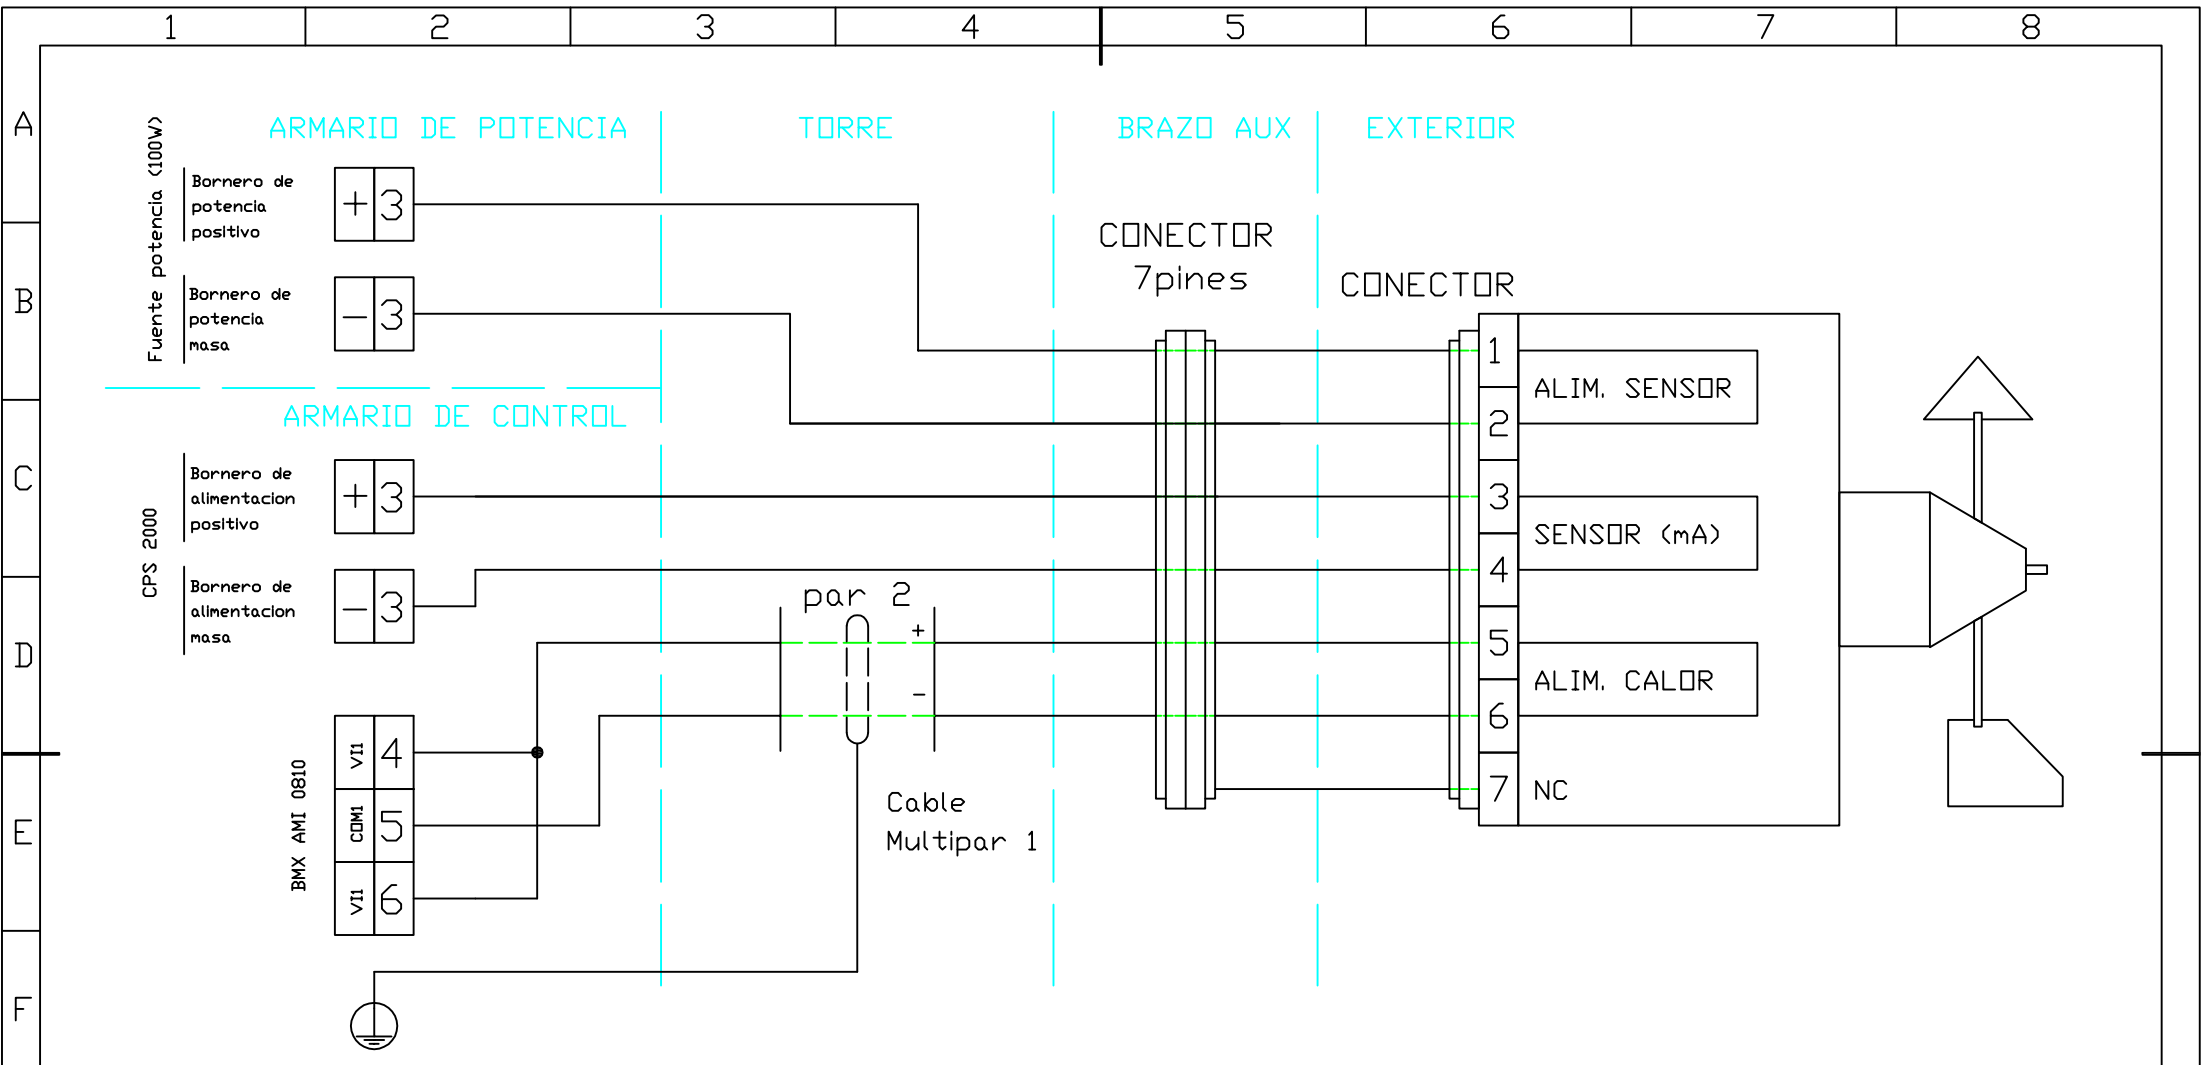 1 2 3 4 5 6 7 8
A
B
C
D
E
F
ARMARIO DE POTENCIA
TORRE
BRAZO AUX
EXTERIOR
Fuente potencia (100W)
Bornero de
potencia
positivo
+ 3
Bornero de
potencia
masa
- 3
ARMARIO DE CONTROL
CPS 2000
Bornero de
alimentacion
positivo
+ 3
Bornero de
alimentacion
masa
- 3
BMX AMI 0810
VI1 4
COM1 5
VI1 6
par 2
+
-
Cable
Multipar 1
CONECTOR
7pines
CONECTOR
1
ALIM. SENSOR
2
3
SENSOR (mA)
4
5
ALIM. CALOR
6
7 NC